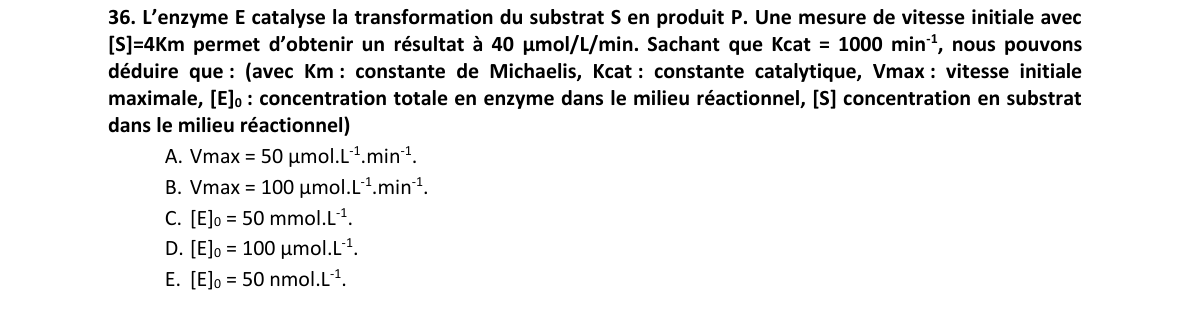 36. L’enzyme E catalyse la transformation du substrat S en produit P. Une mesure de vitesse initiale avec
[S]=4Km permet d’obtenir un résultat à 40 μmol/L/min. Sachant que Kcat = 1000 min⁻¹, nous pouvons
déduire que : (avec Km : constante de Michaelis, Kcat : constante catalytique, Vmax : vitesse initiale
maximale, [E]₀ : concentration totale en enzyme dans le milieu réactionnel, [S] concentration en substrat
dans le milieu réactionnel)
A. Vmax = 50 μmol.L⁻¹.min⁻¹.
B. Vmax = 100 μmol.L⁻¹.min⁻¹.
C. [E]₀ = 50 mmol.L⁻¹.
D. [E]₀ = 100 μmol.L⁻¹.
E. [E]₀ = 50 nmol.L⁻¹.